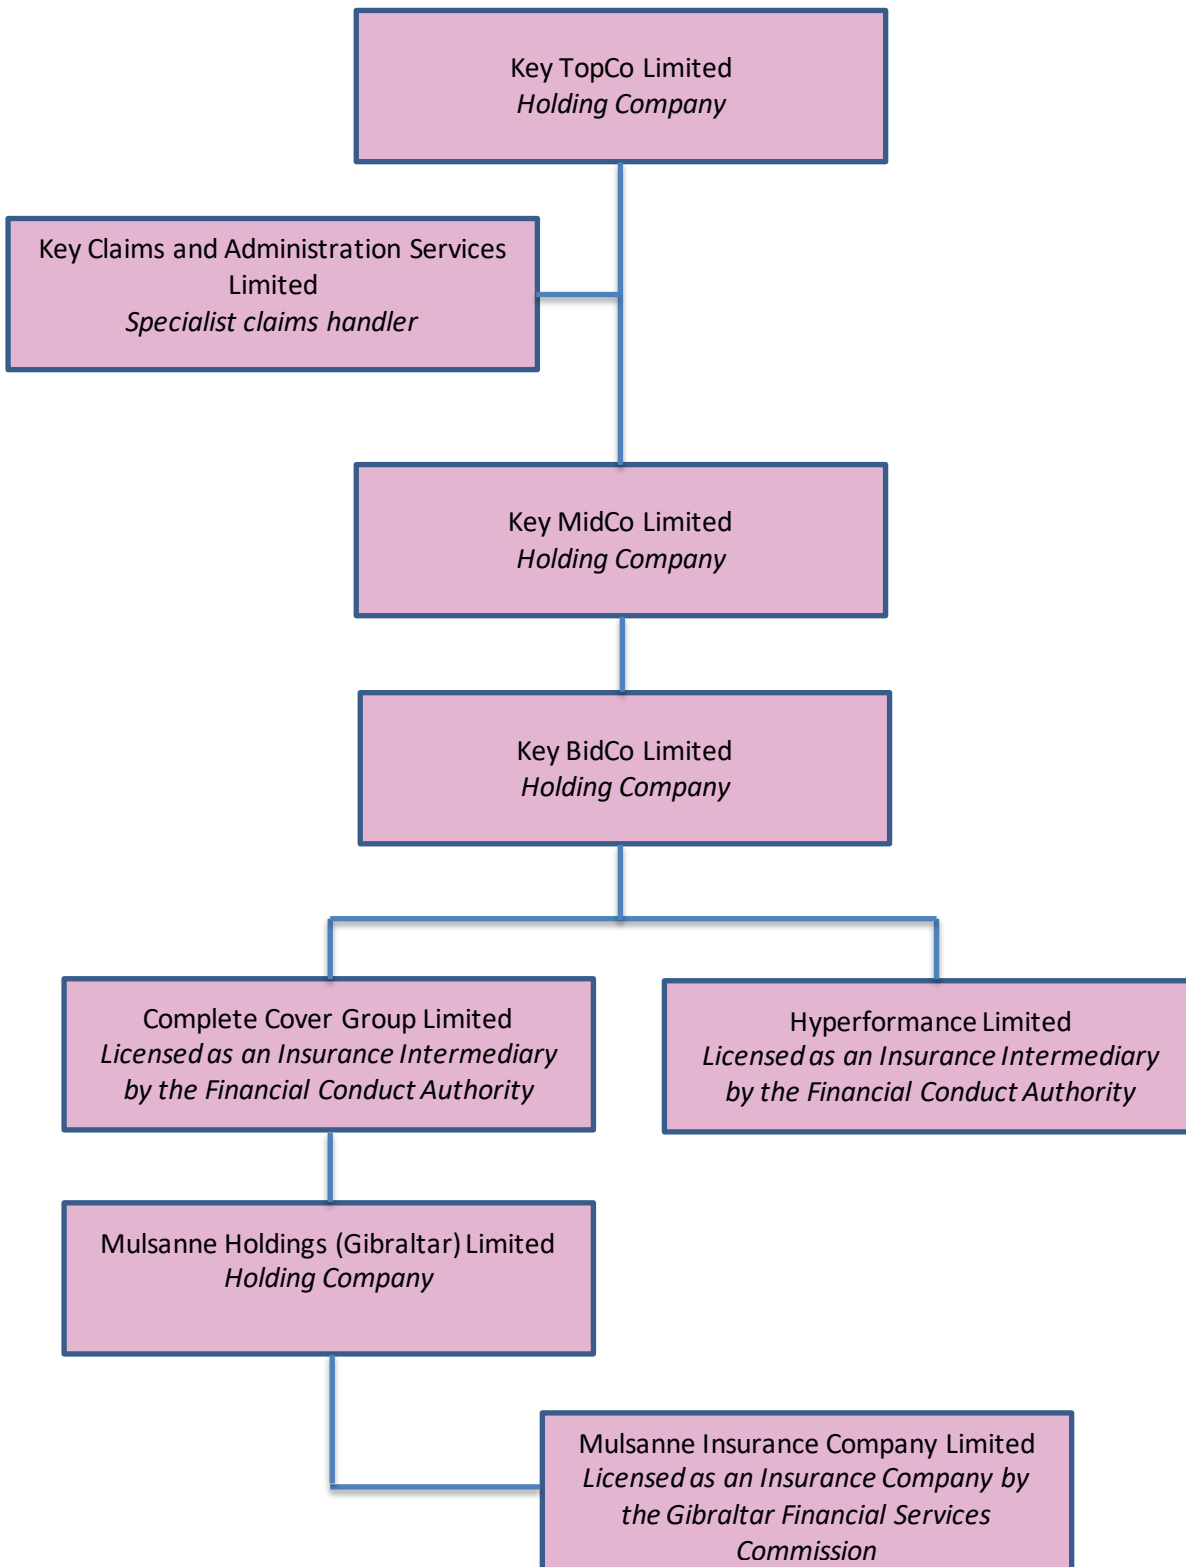 Key TopCo Limited
Holding Company
Key Claims and Administration Services
Limited
Specialist claims handler
Key MidCo Limited
Holding Company
Key BidCo Limited
Holding Company
Complete Cover Group Limited
Licensed as an Insurance Intermediary
by the Financial Conduct Authority
Hyperformance Limited
Licensed as an Insurance Intermediary
by the Financial Conduct Authority
Mulsanne Holdings (Gibraltar) Limited
Holding Company
Mulsanne Insurance Company Limited
Licensed as an Insurance Company by
the Gibraltar Financial Services
Commission